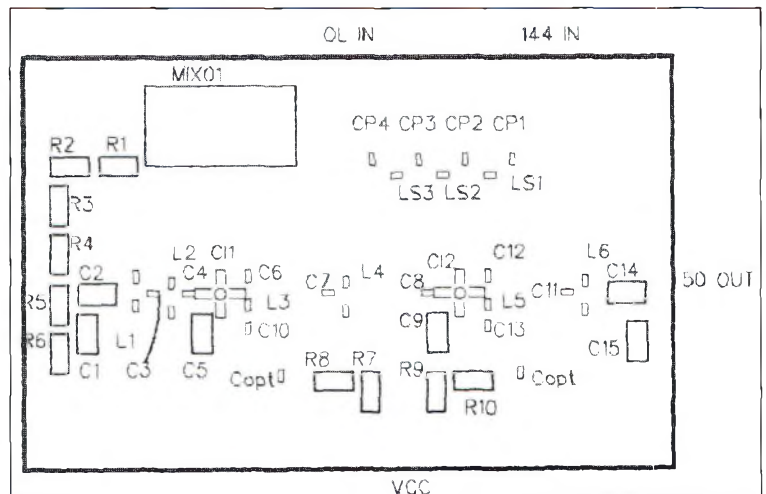 OL IN 144 IN
MIX01
CP4 CP3 CP2 CP1
R2 R1
LS3 LS2 LS1
R3
R4
L2 CI1 CI2 C12 L6
C2 C4 C6 C7 L4 C8 C11 C14 50 OUT
R5 L3 L5
C10 C9 C13
R6 L1 C15
C1 C3 C5 R8 R7 R9
Copt Copt
R10
VCC